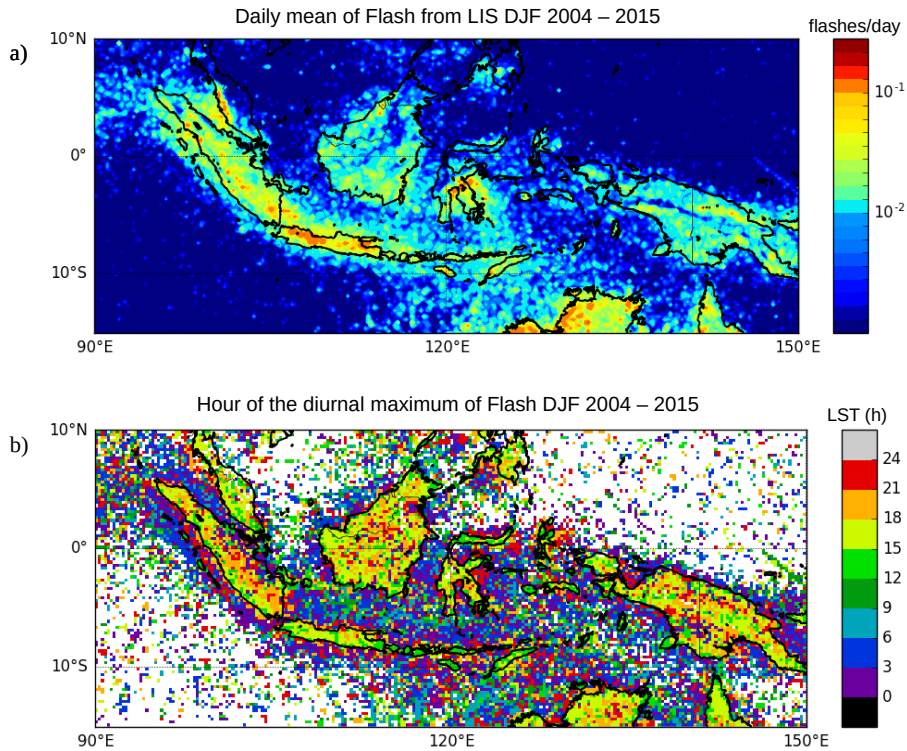 Daily mean of Flash from LIS DJF 2004 – 2015
flashes/day
a)
10°N
0°
10°S
90°E
120°E
150°E
10-1
10-2
Hour of the diurnal maximum of Flash DJF 2004 – 2015
LST (h)
b)
10°N
0°
10°S
90°E
120°E
150°E
24
21
18
15
12
9
6
3
0